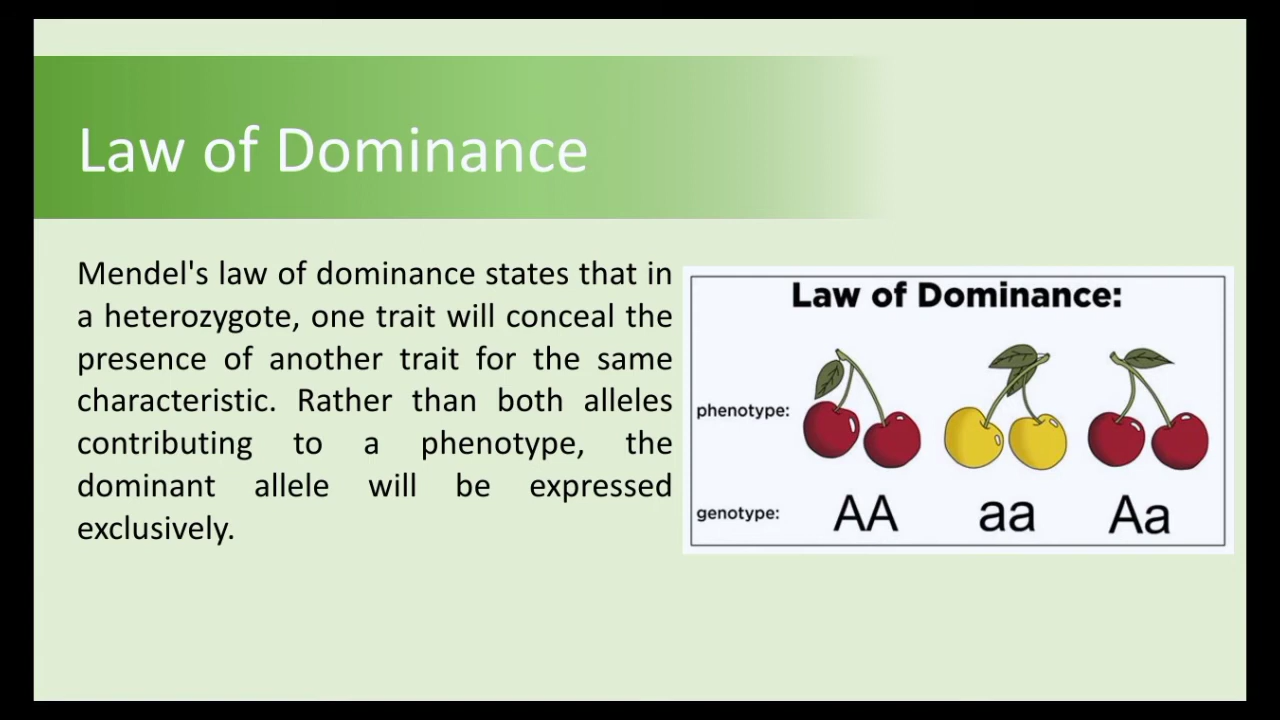 Law of Dominance
Mendel's law of dominance states that in
a heterozygote, one trait will conceal the
presence of another trait for the same
characteristic. Rather than both alleles
contributing to a phenotype, the
dominant allele will be expressed
exclusively.
Law of Dominance:
phenotype:
genotype: AA aa Aa